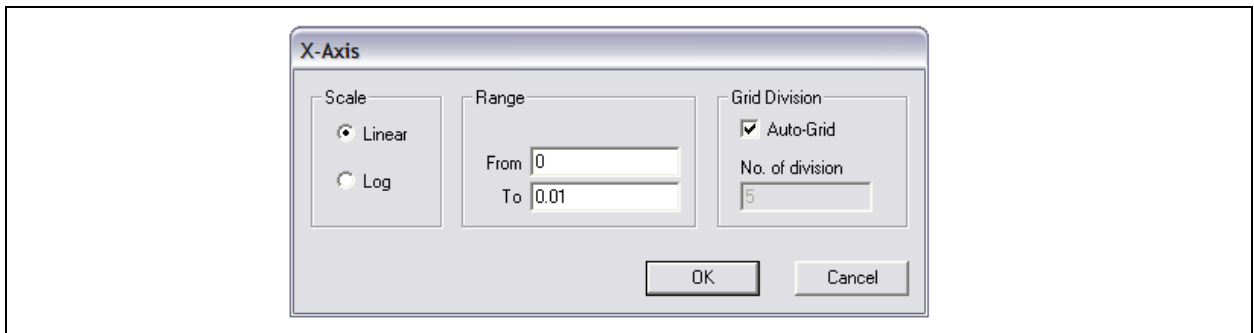 X-Axis
Scale
Linear
Log
Range
From 0
To 0.01
Grid Division
Auto-Grid
No. of division
5
OK
Cancel